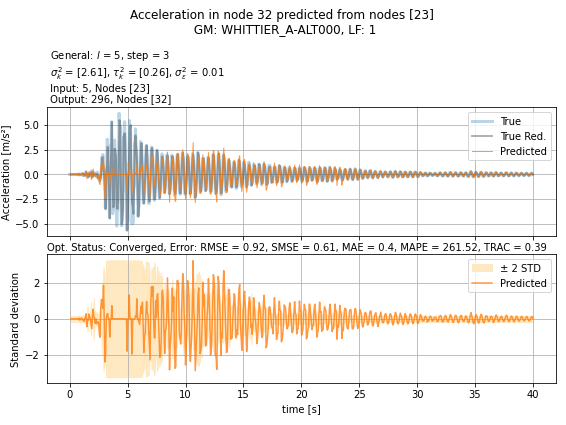 Acceleration in node 32 predicted from nodes [23]
GM: WHITTIER_A-ALT000, LF: 1
General: l = 5, step = 3
σ²ₖ = [2.61], τ²ₖ = [0.26], σ²ε = 0.01
Input: 5, Nodes [23]
Output: 296, Nodes [32]
Acceleration [m/s²]
5.0
2.5
0.0
−2.5
−5.0
True
True Red.
Predicted
Opt. Status: Converged, Error: RMSE = 0.92, SMSE = 0.61, MAE = 0.4, MAPE = 261.52, TRAC = 0.39
Standard deviation
2
0
−2
± 2 STD
Predicted
0 5 10 15 20 25 30 35 40
time [s]